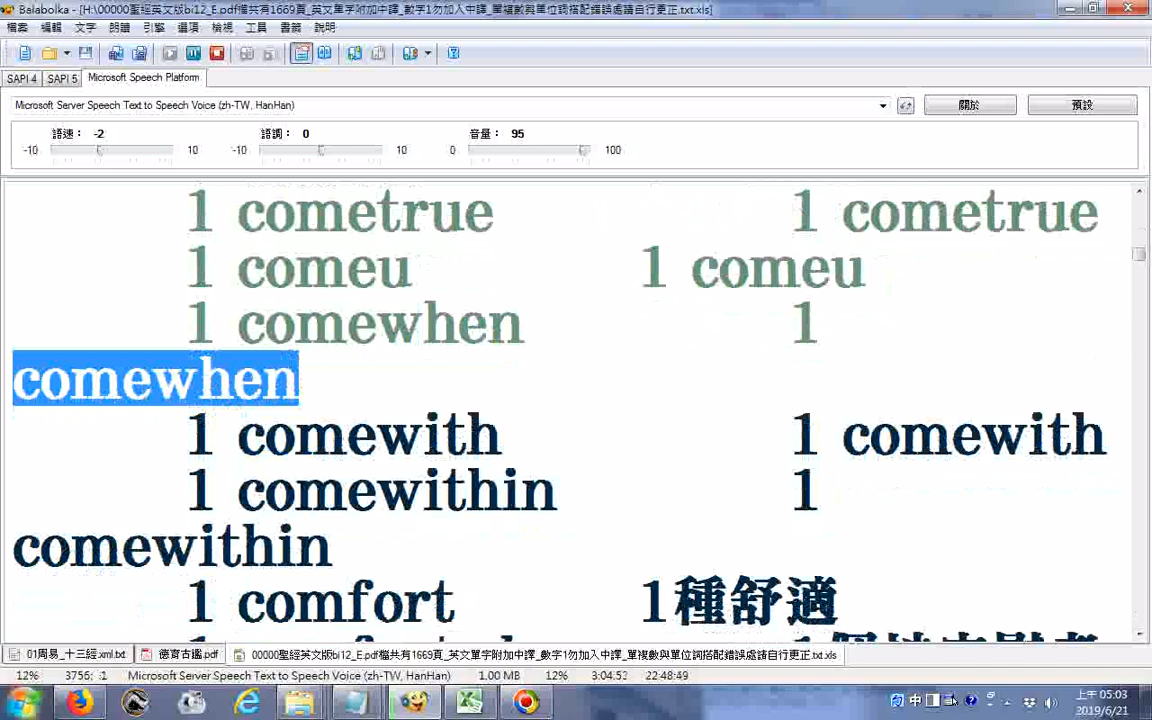 Balabolka - [H:\00000聖經英文版bi12_E.pdf檔共有1669頁_英文單字附加中譯_數字1勿加入中譯_單複數與單位詞搭配錯誤處請自行更正.txt.xls]
檔案 編輯 文字 朗讀 引擎 選項 檢視 工具 書籤 說明
SAPI 4 SAPI 5 Microsoft Speech Platform
Microsoft Server Speech Text to Speech Voice (zh-TW, HanHan) 關於 預設
語速： -2 語調： 0 音量： 95
-10 10 -10 10 0 100
1 cometrue 1 cometrue
1 comeu 1 comeu
1 comewhen 1
comewhen
1 comewith 1 comewith
1 comewithin 1
comewithin
1 comfort 1種舒適
01周易_十三經.xml.txt 德育古鑑.pdf 00000聖經英文版bi12_E.pdf檔共有1669頁_英文單字附加中譯_數字1勿加入中譯_單複數與單位詞搭配錯誤處請自行更正.txt.xls
12% 3756: :1 Microsoft Server Speech Text to Speech Voice (zh-TW, HanHan) 1.00 MB 12% 3:04:53 22:48:49
中 上午 05:03
2019/6/21